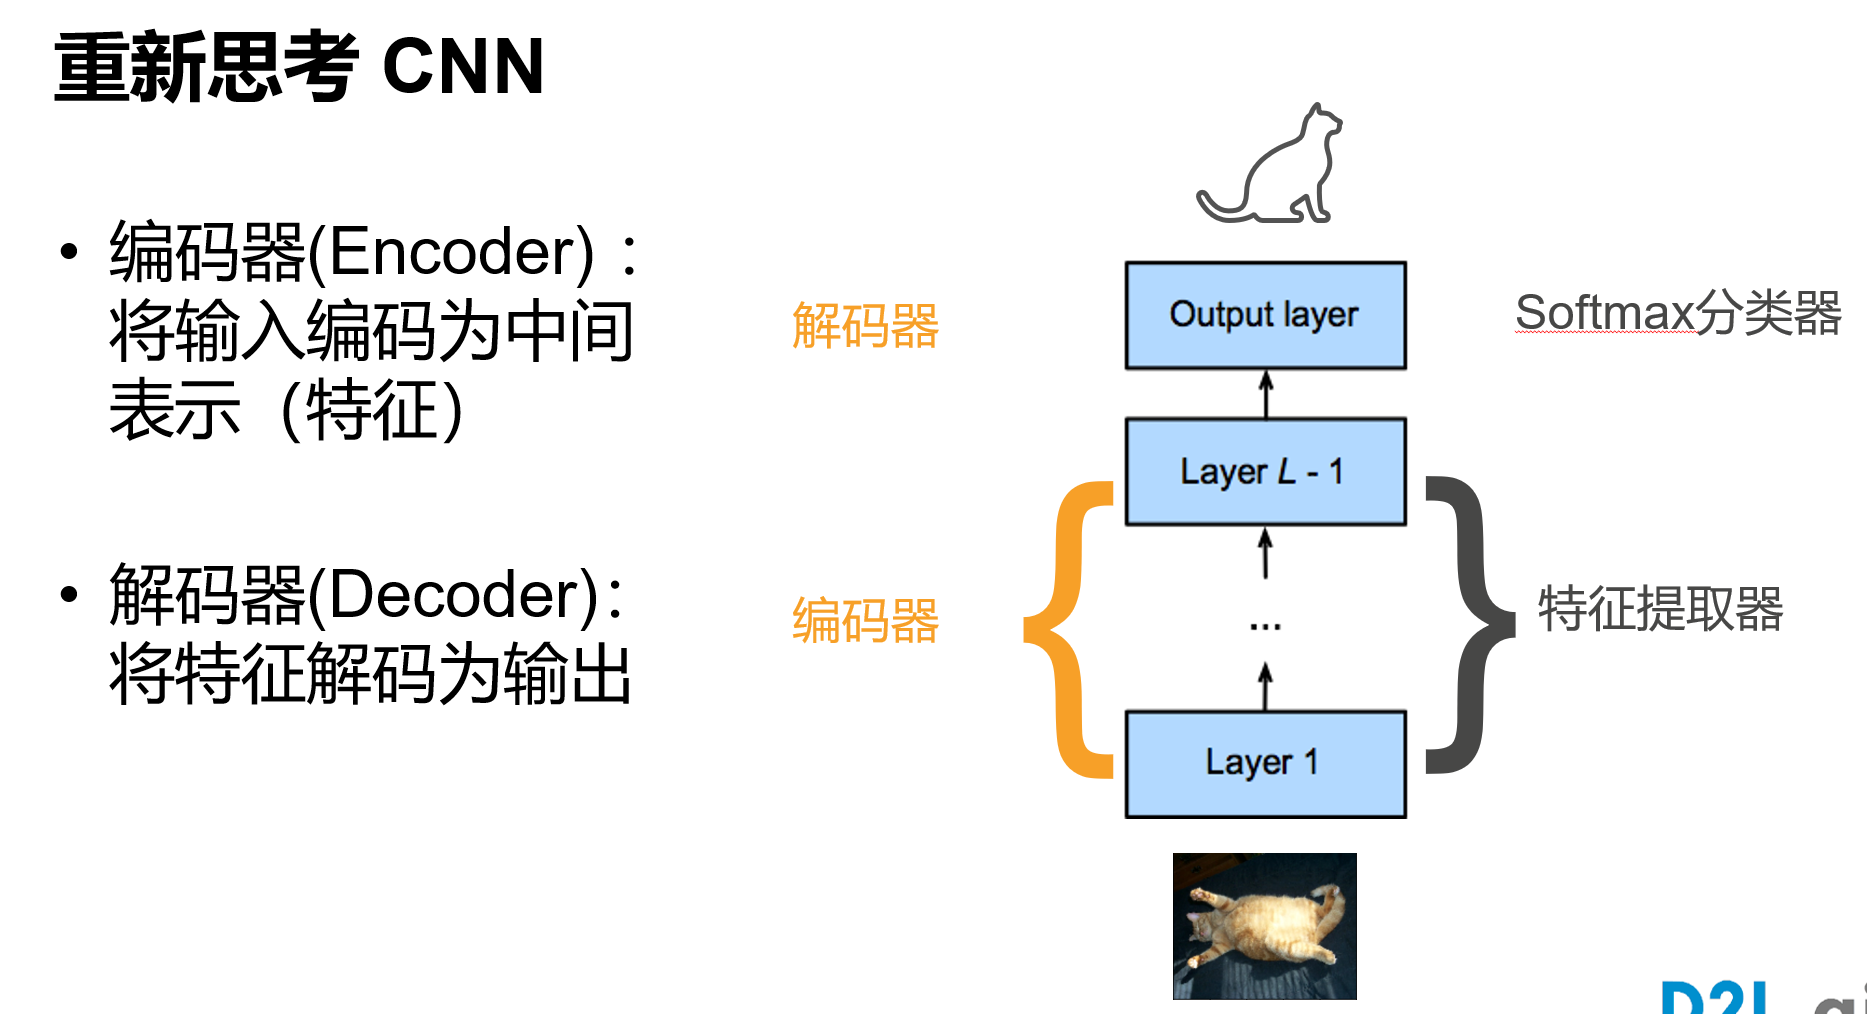 重新思考 CNN
• 编码器(Encoder)：
将输入编码为中间
表示（特征）
• 解码器(Decoder)：
将特征解码为输出
解码器
Output layer
Softmax分类器
Layer L - 1
编码器
...
特征提取器
Layer 1